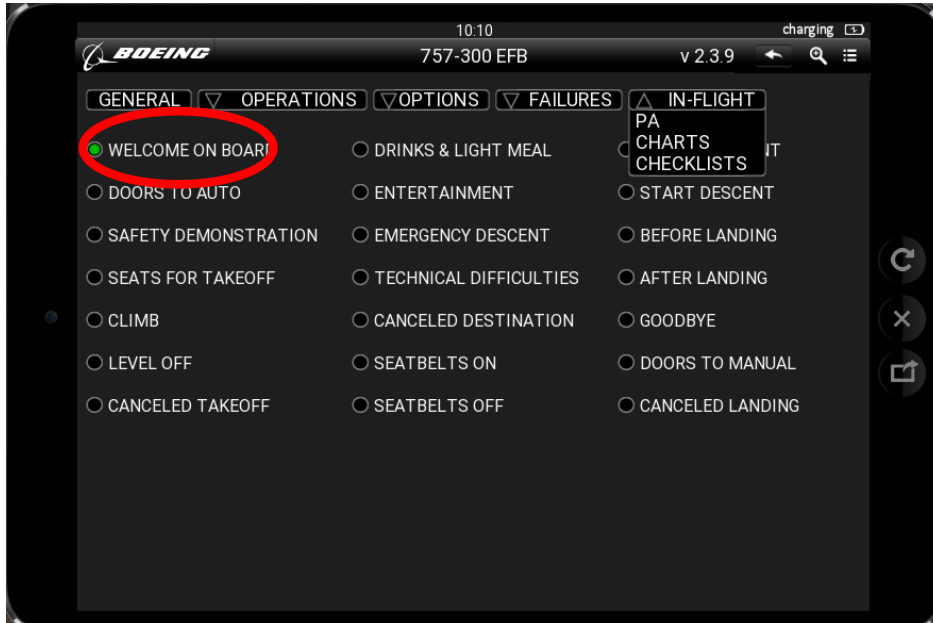 10:10 charging
BOEING 757-300 EFB v 2.3.9
GENERAL OPERATIONS OPTIONS FAILURES IN-FLIGHT
PA
CHARTS
CHECKLISTS
WELCOME ON BOARD DRINKS & LIGHT MEAL
DOORS TO AUTO ENTERTAINMENT START DESCENT
SAFETY DEMONSTRATION EMERGENCY DESCENT BEFORE LANDING
SEATS FOR TAKEOFF TECHNICAL DIFFICULTIES AFTER LANDING
CLIMB CANCELED DESTINATION GOODBYE
LEVEL OFF SEATBELTS ON DOORS TO MANUAL
CANCELED TAKEOFF SEATBELTS OFF CANCELED LANDING